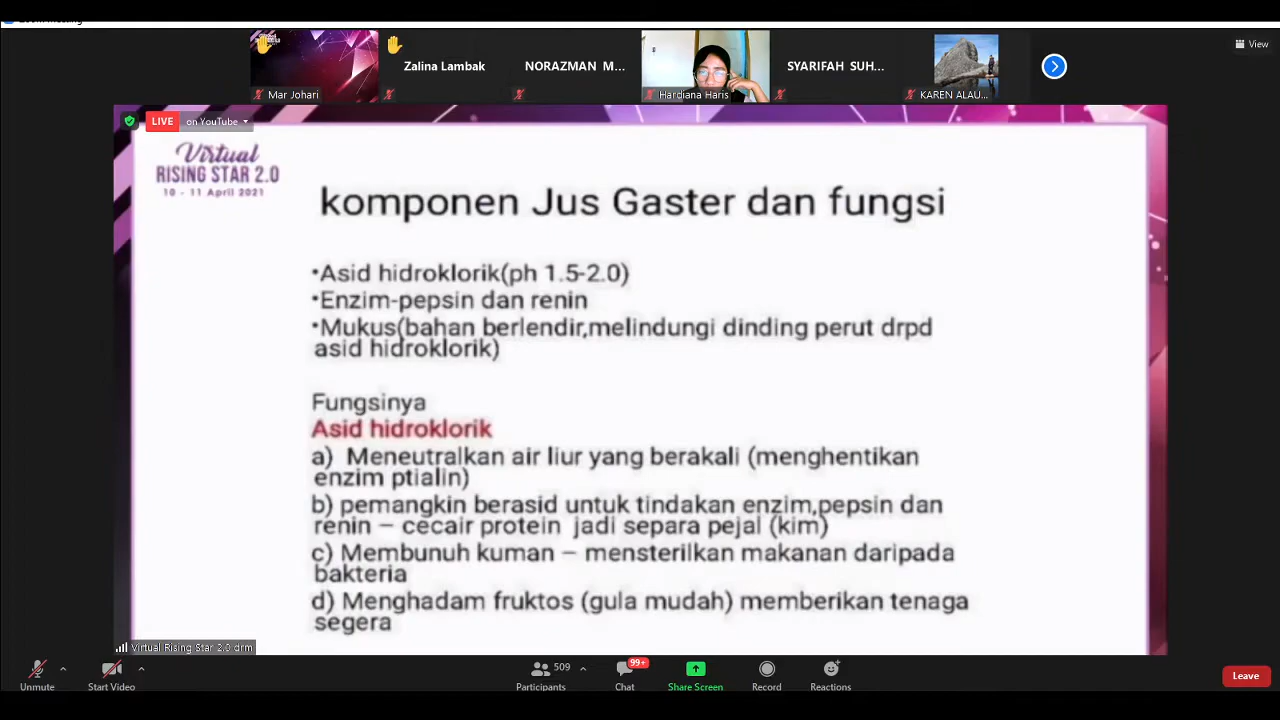 Zoom Meeting
View
Mar Johari
Zalina Lambak
NORAZMAN M...
Hardiana Haris
SYARIFAH SUH...
KAREN ALAU...
LIVE on YouTube
Virtual
RISING STAR 2.0
10 - 11 April 2021
komponen Jus Gaster dan fungsi
•Asid hidroklorik(ph 1.5-2.0)
•Enzim-pepsin dan renin
•Mukus(bahan berlendir,melindungi dinding perut drpd
asid hidroklorik)
Fungsinya
Asid hidroklorik
a) Meneutralkan air liur yang berakali (menghentikan
enzim ptialin)
b) pemangkin berasid untuk tindakan enzim,pepsin dan
renin – cecair protein jadi separa pejal (kim)
c) Membunuh kuman – mensterilkan makanan daripada
bakteria
d) Menghadam fruktos (gula mudah) memberikan tenaga
segera
Virtual Rising Star 2.0 drm
Unmute
Start Video
509
Participants
99+
Chat
Share Screen
Record
Reactions
Leave